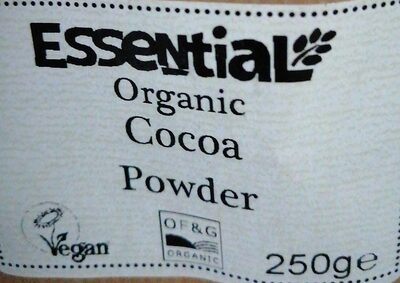 Essential
Organic
Cocoa
Powder
Vegan
OF&G
ORGANIC
250g℮